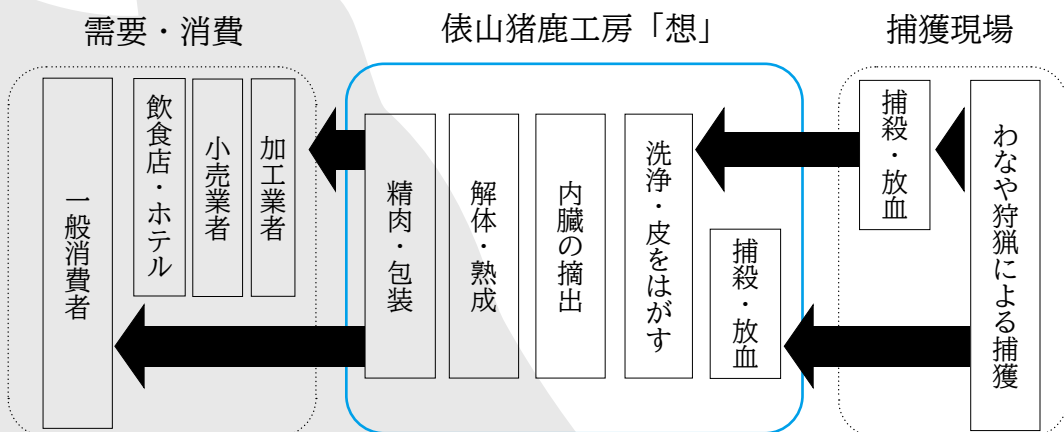 需要・消費
俵山猪鹿工房「想」
捕獲現場
わなや狩猟による捕獲
捕殺・放血
捕殺・放血
洗浄・皮をはがす
内臓の摘出
解体・熟成
精肉・包装
加工業者
小売業者
飲食店・ホテル
一般消費者